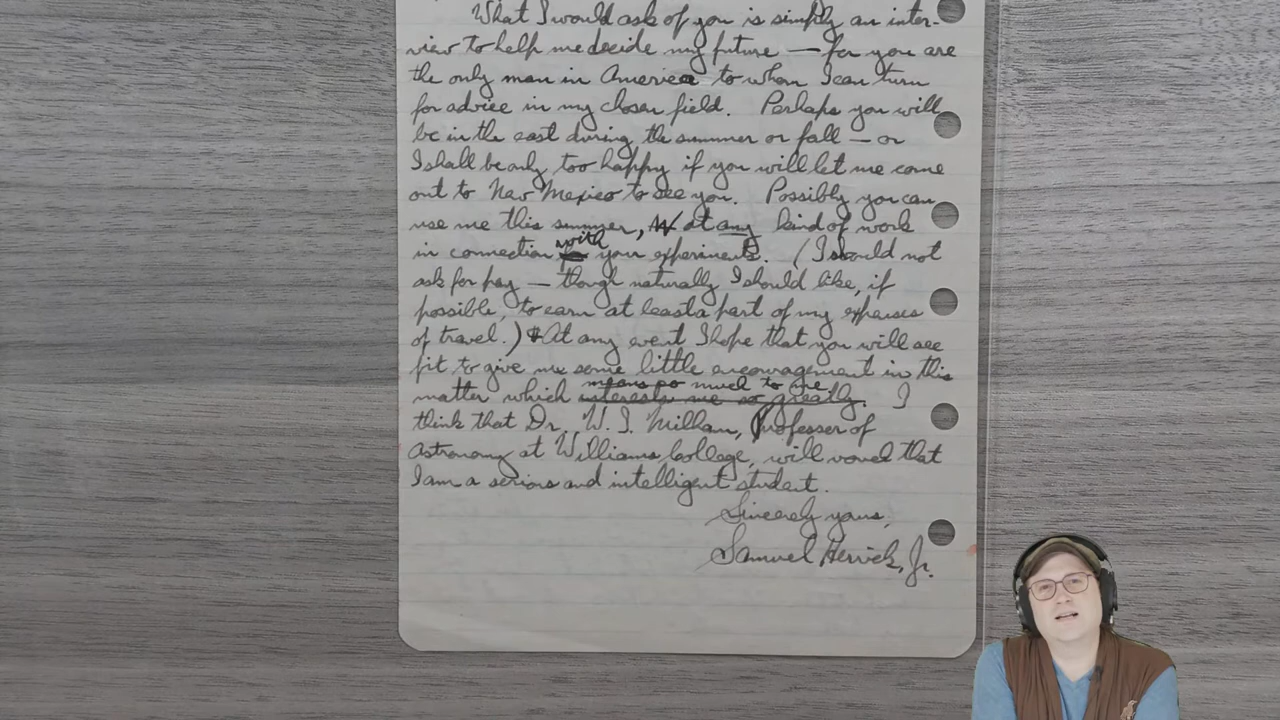 What I would ask of you is simply an inter-
view to help me decide my future — for you are
the only man in America to whom I can turn
for advice in my chosen field. Perhaps you will
be in the east during the summer or fall — or
I shall be only too happy if you will let me come
out to New Mexico to see you. Possibly you can
use me this summer, at any kind of work
in connection with your experiments. (I should not
ask for pay — though naturally I should like, if
possible, to earn at least a part of my expenses
of travel.) At any event I hope that you will see
fit to give me some little encouragement in this
means so much to me.
matter which interests me so greatly. I
think that Dr. W. I. Milham, Professor of
Astronomy at Williams College, will that
I am a serious and intelligent student.
Sincerely yours,
Samuel Herrick, Jr.